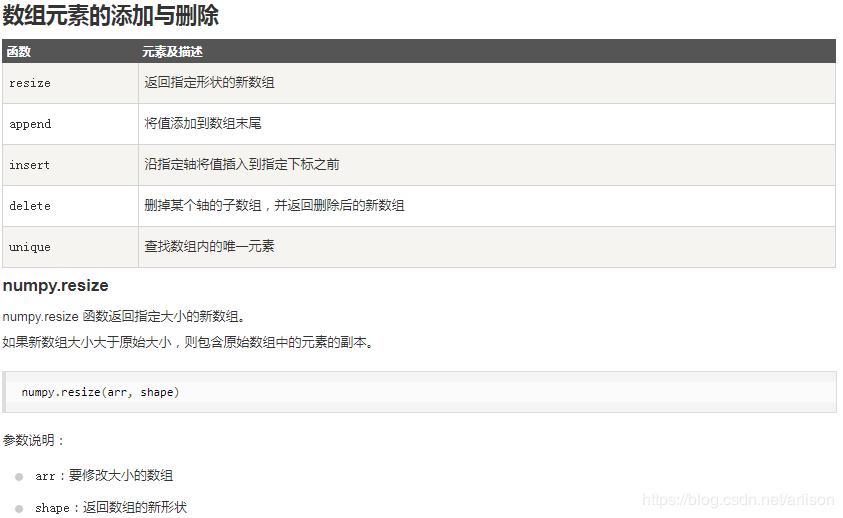 数组元素的添加与删除
函数 元素及描述
resize 返回指定形状的新数组
append 将值添加到数组末尾
insert 沿指定轴将值插入到指定下标之前
delete 删掉某个轴的子数组，并返回删除后的新数组
unique 查找数组内的唯一元素
numpy.resize
numpy.resize 函数返回指定大小的新数组。
如果新数组大小大于原始大小，则包含原始数组中的元素的副本。
numpy.resize(arr, shape)
参数说明：
arr：要修改大小的数组
shape：返回数组的新形状
https://blog.csdn.net/arlison